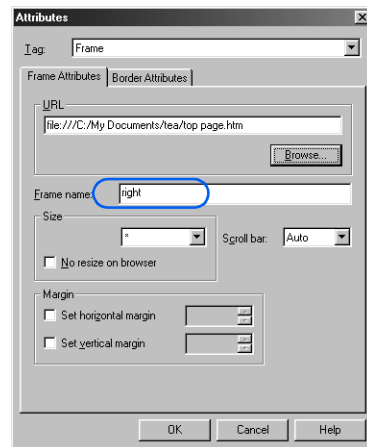 Attributes
Tag: Frame
Frame Attributes Border Attributes
URL
file:///C:/My Documents/tea/top page.htm
Browse...
Frame name: right
Size
* Scroll bar: Auto
No resize on browser
Margin
Set horizontal margin
Set vertical margin
OK Cancel Help